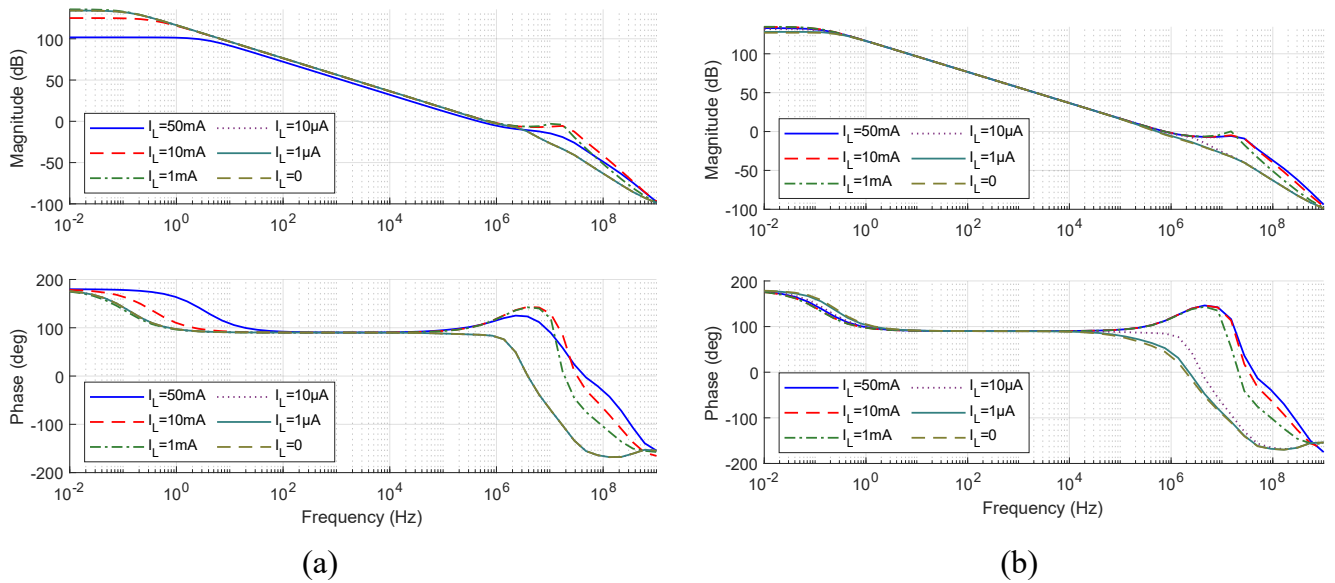 100
50
0
-50
-100
Magnitude (dB)
I_L=50mA
I_L=10µA
I_L=10mA
I_L=1µA
I_L=1mA
I_L=0
10^-2
10^0
10^2
10^4
10^6
10^8
200
100
0
-100
-200
Phase (deg)
I_L=50mA
I_L=10µA
I_L=10mA
I_L=1µA
I_L=1mA
I_L=0
10^-2
10^0
10^2
10^4
10^6
10^8
Frequency (Hz)
(a)
100
50
0
-50
-100
Magnitude (dB)
I_L=50mA
I_L=10µA
I_L=10mA
I_L=1µA
I_L=1mA
I_L=0
10^-2
10^0
10^2
10^4
10^6
10^8
200
100
0
-100
-200
Phase (deg)
I_L=50mA
I_L=10µA
I_L=10mA
I_L=1µA
I_L=1mA
I_L=0
10^-2
10^0
10^2
10^4
10^6
10^8
Frequency (Hz)
(b)